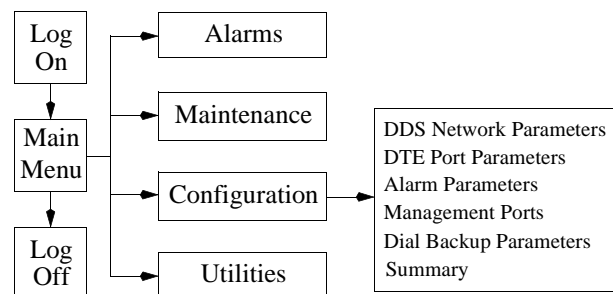 Log
On
Main
Menu
Log
Off
Alarms
Maintenance
Configuration
Utilities
DDS Network Parameters
DTE Port Parameters
Alarm Parameters
Management Ports
Dial Backup Parameters
Summary